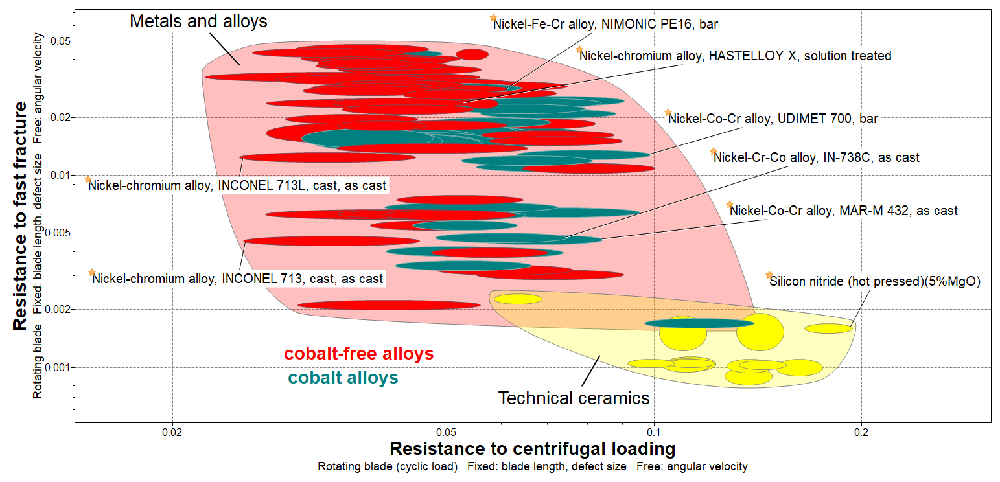 Metals and alloys
Nickel-Fe-Cr alloy, NIMONIC PE16, bar
0.05
Nickel-chromium alloy, HASTELLOY X, solution treated
0.02
Nickel-Co-Cr alloy, UDIMET 700, bar
Nickel-Cr-Co alloy, IN-738C, as cast
0.01
Nickel-chromium alloy, INCONEL 713L, cast, as cast
Nickel-Co-Cr alloy, MAR-M 432, as cast
0.005
Nickel-chromium alloy, INCONEL 713, cast, as cast
Silicon nitride (hot pressed)(5%MgO)
0.002
cobalt-free alloys
0.001
cobalt alloys
Technical ceramics
Resistance to fast fracture
Rotating blade Fixed: blade length, defect size Free: angular velocity
0.02 0.05 0.1 0.2
Resistance to centrifugal loading
Rotating blade (cyclic load) Fixed: blade length, defect size Free: angular velocity